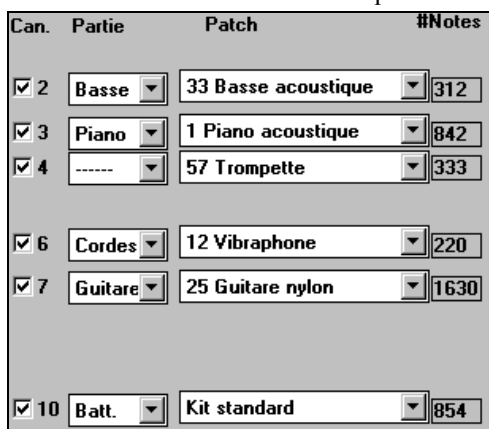 Can. Partie Patch #Notes
2 Basse 33 Basse acoustique 312
3 Piano 1 Piano acoustique 842
4 ------ 57 Trompette 333
6 Cordes 12 Vibraphone 220
7 Guitare 25 Guitare nylon 1630
10 Batt. Kit standard 854